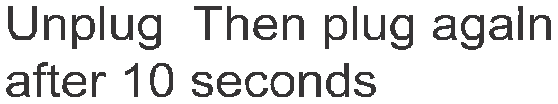 Unplug Then plug agaln
after 10 seconds